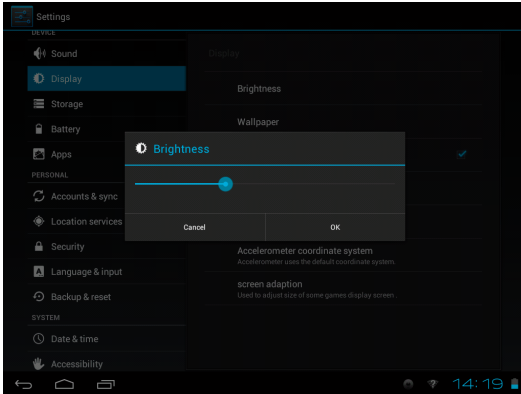 Settings
DEVICE
Sound
Display
Storage
Battery
Apps
PERSONAL
Accounts & sync
Location services
Security
Language & input
Backup & reset
SYSTEM
Date & time
Accessibility
Display
Brightness
Wallpaper
Brightness
Cancel
OK
Accelerometer coordinate system
Accelerometer uses the default coordinate system.
screen adaption
Used to adjust size of some games display screen .
14:19